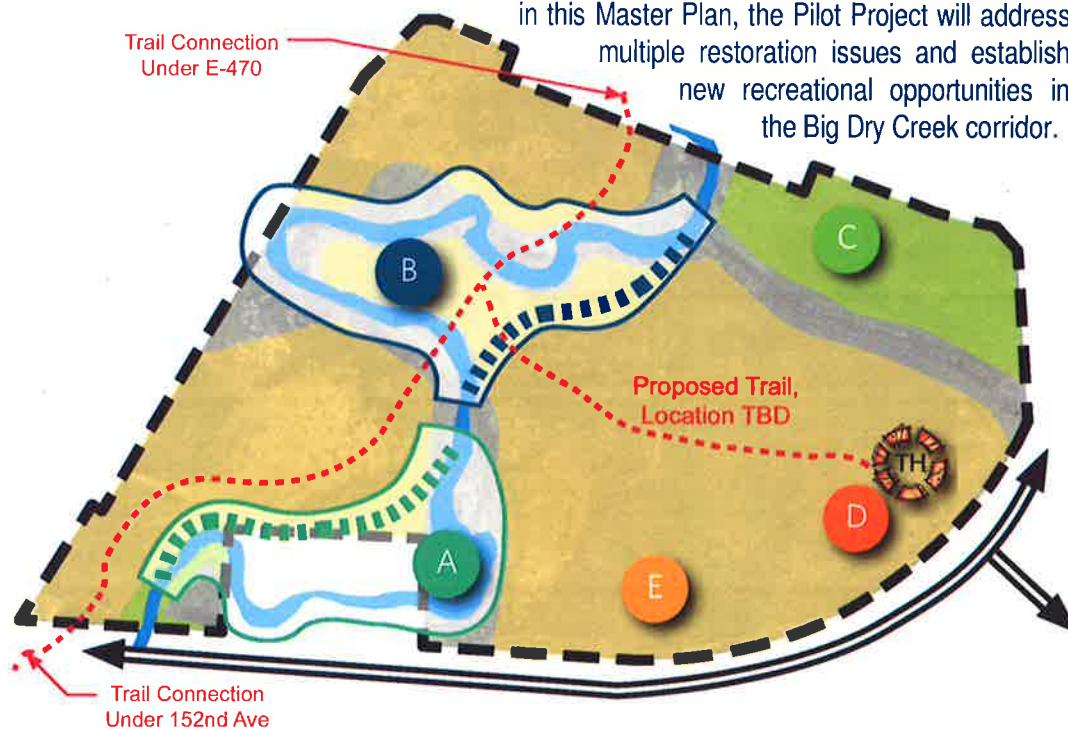 in this Master Plan, the Pilot Project will address
multiple restoration issues and establish
new recreational opportunities in
the Big Dry Creek corridor.
Trail Connection
Under E-470
C
B
Proposed Trail,
Location TBD
TH
D
A
E
Trail Connection
Under 152nd Ave